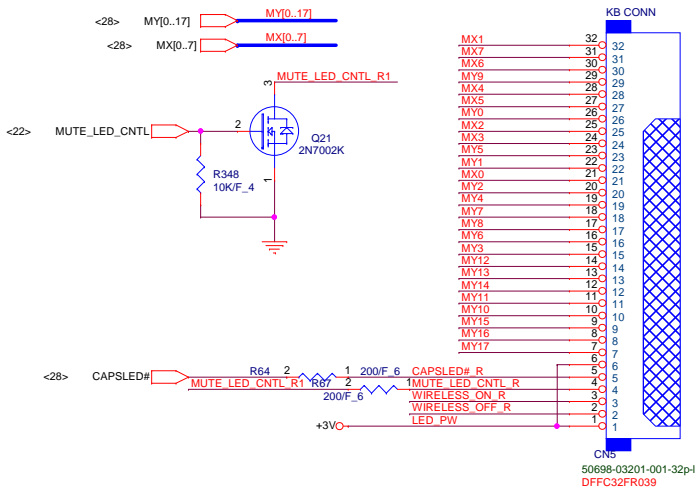 KB CONN
<28> MY[0..17] MY[0..17]
<28> MX[0..7] MX[0..7]
3 MUTE_LED_CNTL_R1
<22> MUTE_LED_CNTL 2
Q21
2N7002K
1
R348
10K/F_4
MX1 32 32
MX7 31 31
MX6 30 30
MY9 29 29
MX4 28 28
MX5 27 27
MY0 26 26
MX2 25 25
MX3 24 24
MY5 23 23
MY1 22 22
MX0 21 21
MY2 20 20
MY4 19 19
MY7 18 18
MY8 17 17
MY6 16 16
MY3 15 15
MY12 14 14
MY13 13 13
MY14 12 12
MY11 11 11
MY10 10 10
MY15 9 9
MY16 8 8
MY17 7 7
6 6
<28> CAPSLED# R64 2 1 200/F_6 CAPSLED#_R 5 5
MUTE_LED_CNTL_R1 R67 2 1 200/F_6 MUTE_LED_CNTL_R 4 4
WIRELESS_ON_R 3 3
WIRELESS_OFF_R 2 2
+3V LED_PW 1 1
CN5
50698-03201-001-32p-l
DFFC32FR039